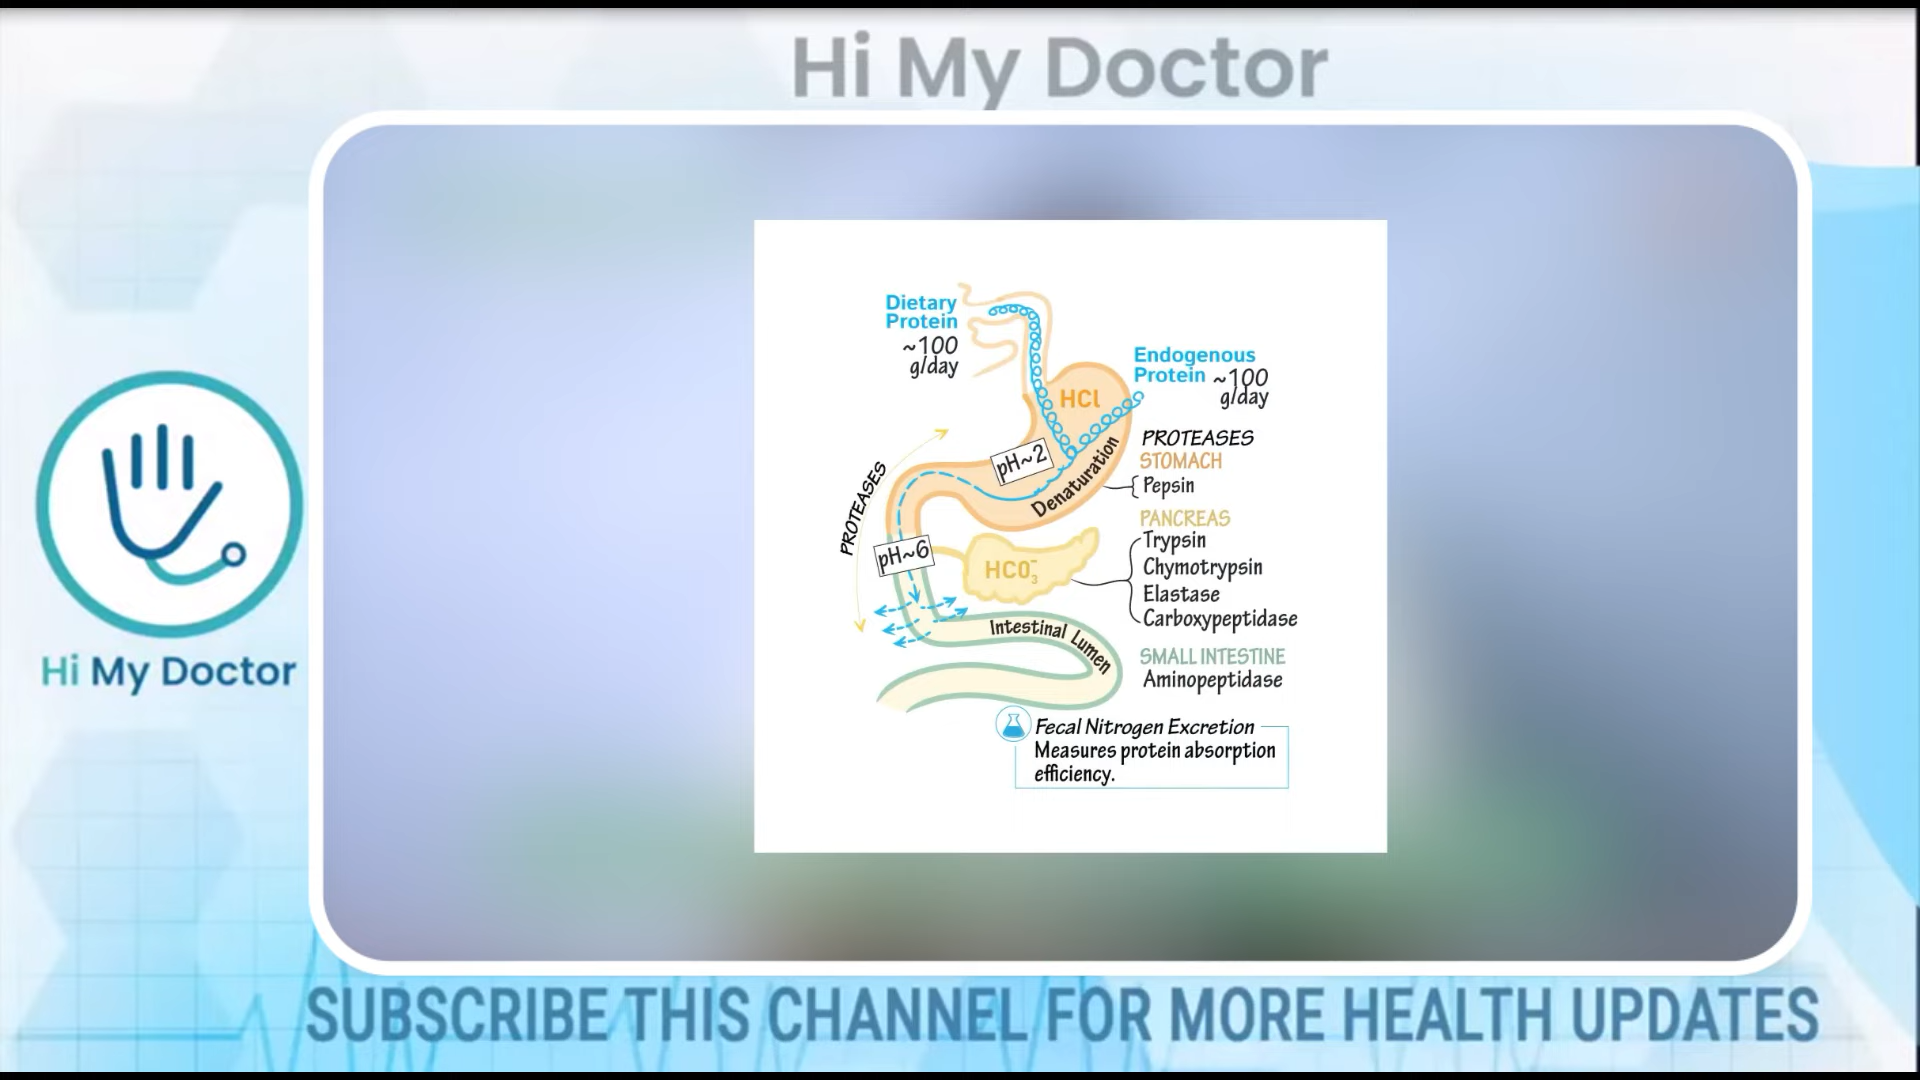 Hi My Doctor
Dietary
Protein
~100
g/day
Endogenous
Protein ~100
g/day
HCl
PROTEASES
STOMACH
Pepsin
pH~2
Denaturation
PROTEASES
PANCREAS
Trypsin
Chymotrypsin
Elastase
Carboxypeptidase
pH~6
HCO₃⁻
Intestinal Lumen
SMALL INTESTINE
Aminopeptidase
Fecal Nitrogen Excretion
Measures protein absorption
efficiency.
Hi My Doctor
SUBSCRIBE THIS CHANNEL FOR MORE HEALTH UPDATES